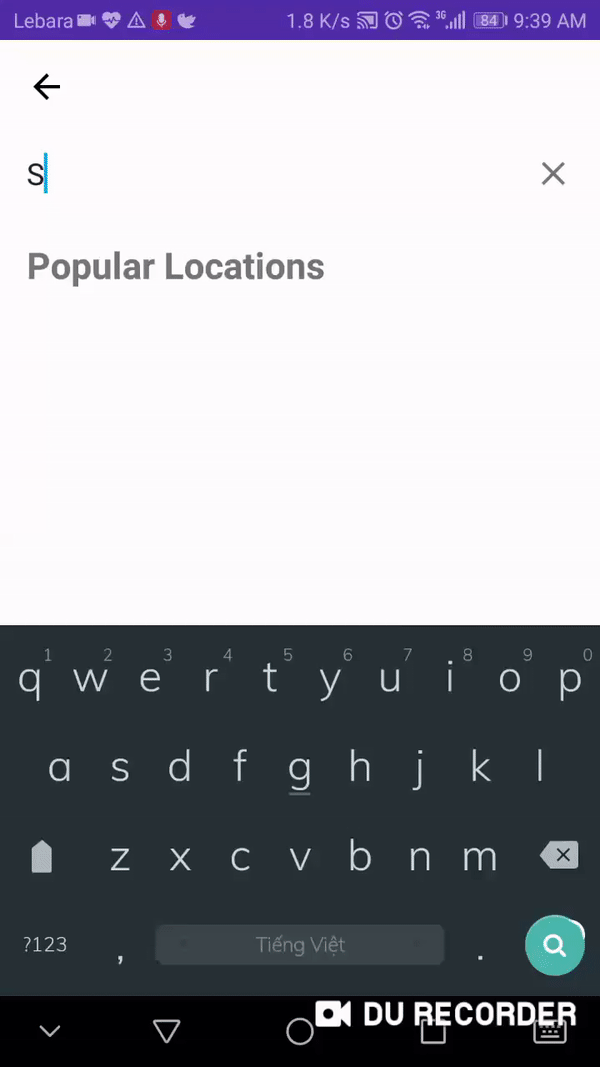 Lebara 1.8 K/s 3G 84 9:39 AM
S
Popular Locations
1 2 3 4 5 6 7 8 9 0
q w e r t y u i o p
a s d f g h j k l
z x c v b n m
?123 , Tiếng Việt .
DU RECORDER